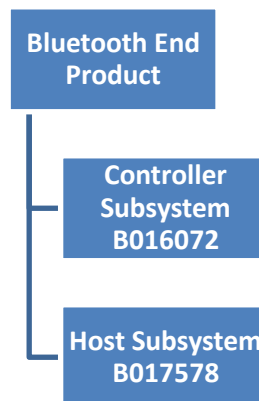 Bluetooth End
Product
Controller
Subsystem
B016072
Host Subsystem
B017578